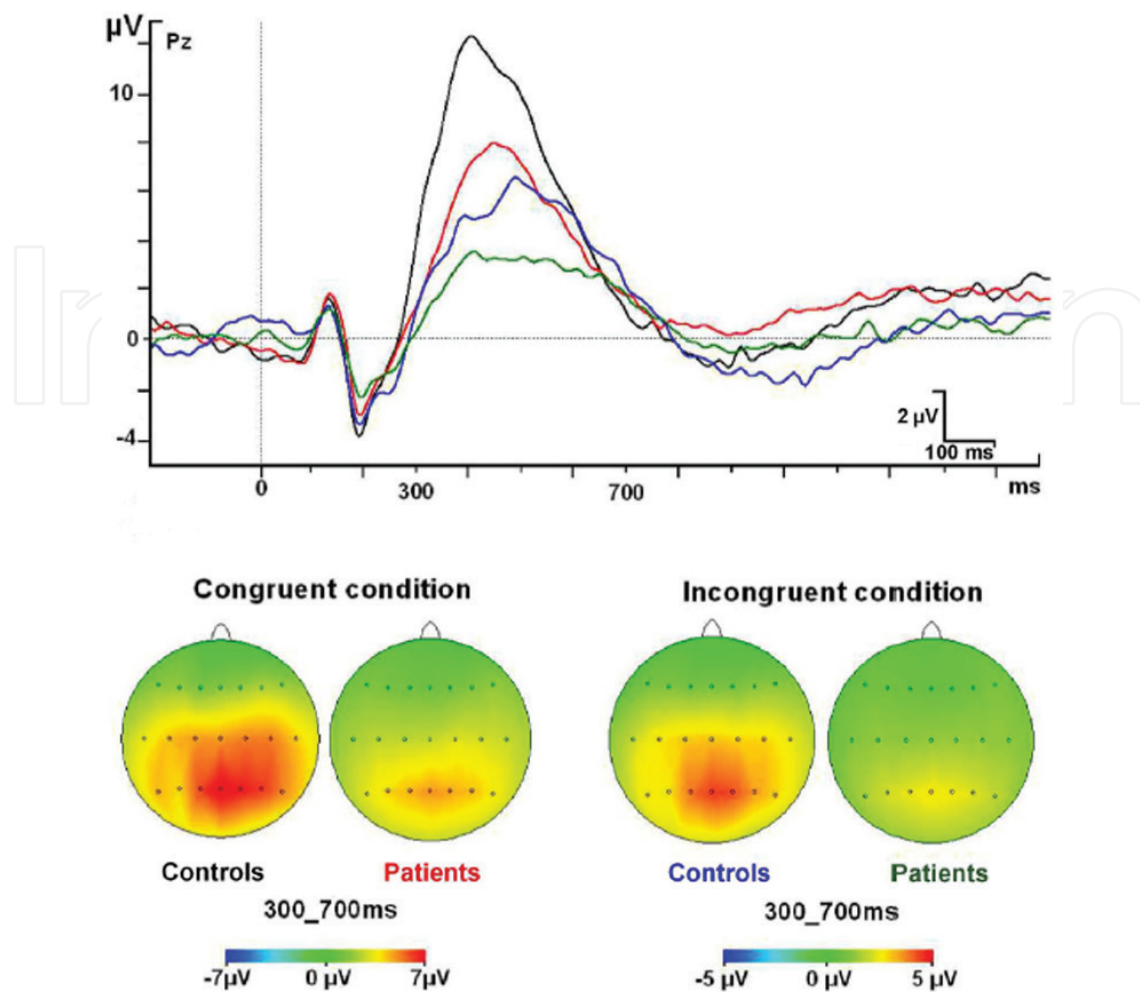 μV
Pz
10
0
-4
2 μV
100 ms
0
300
700
ms
Congruent condition
Incongruent condition
Controls
Patients
Controls
Patients
300_700ms
300_700ms
-7μV
0 μV
7μV
-5 μV
0 μV
5 μV